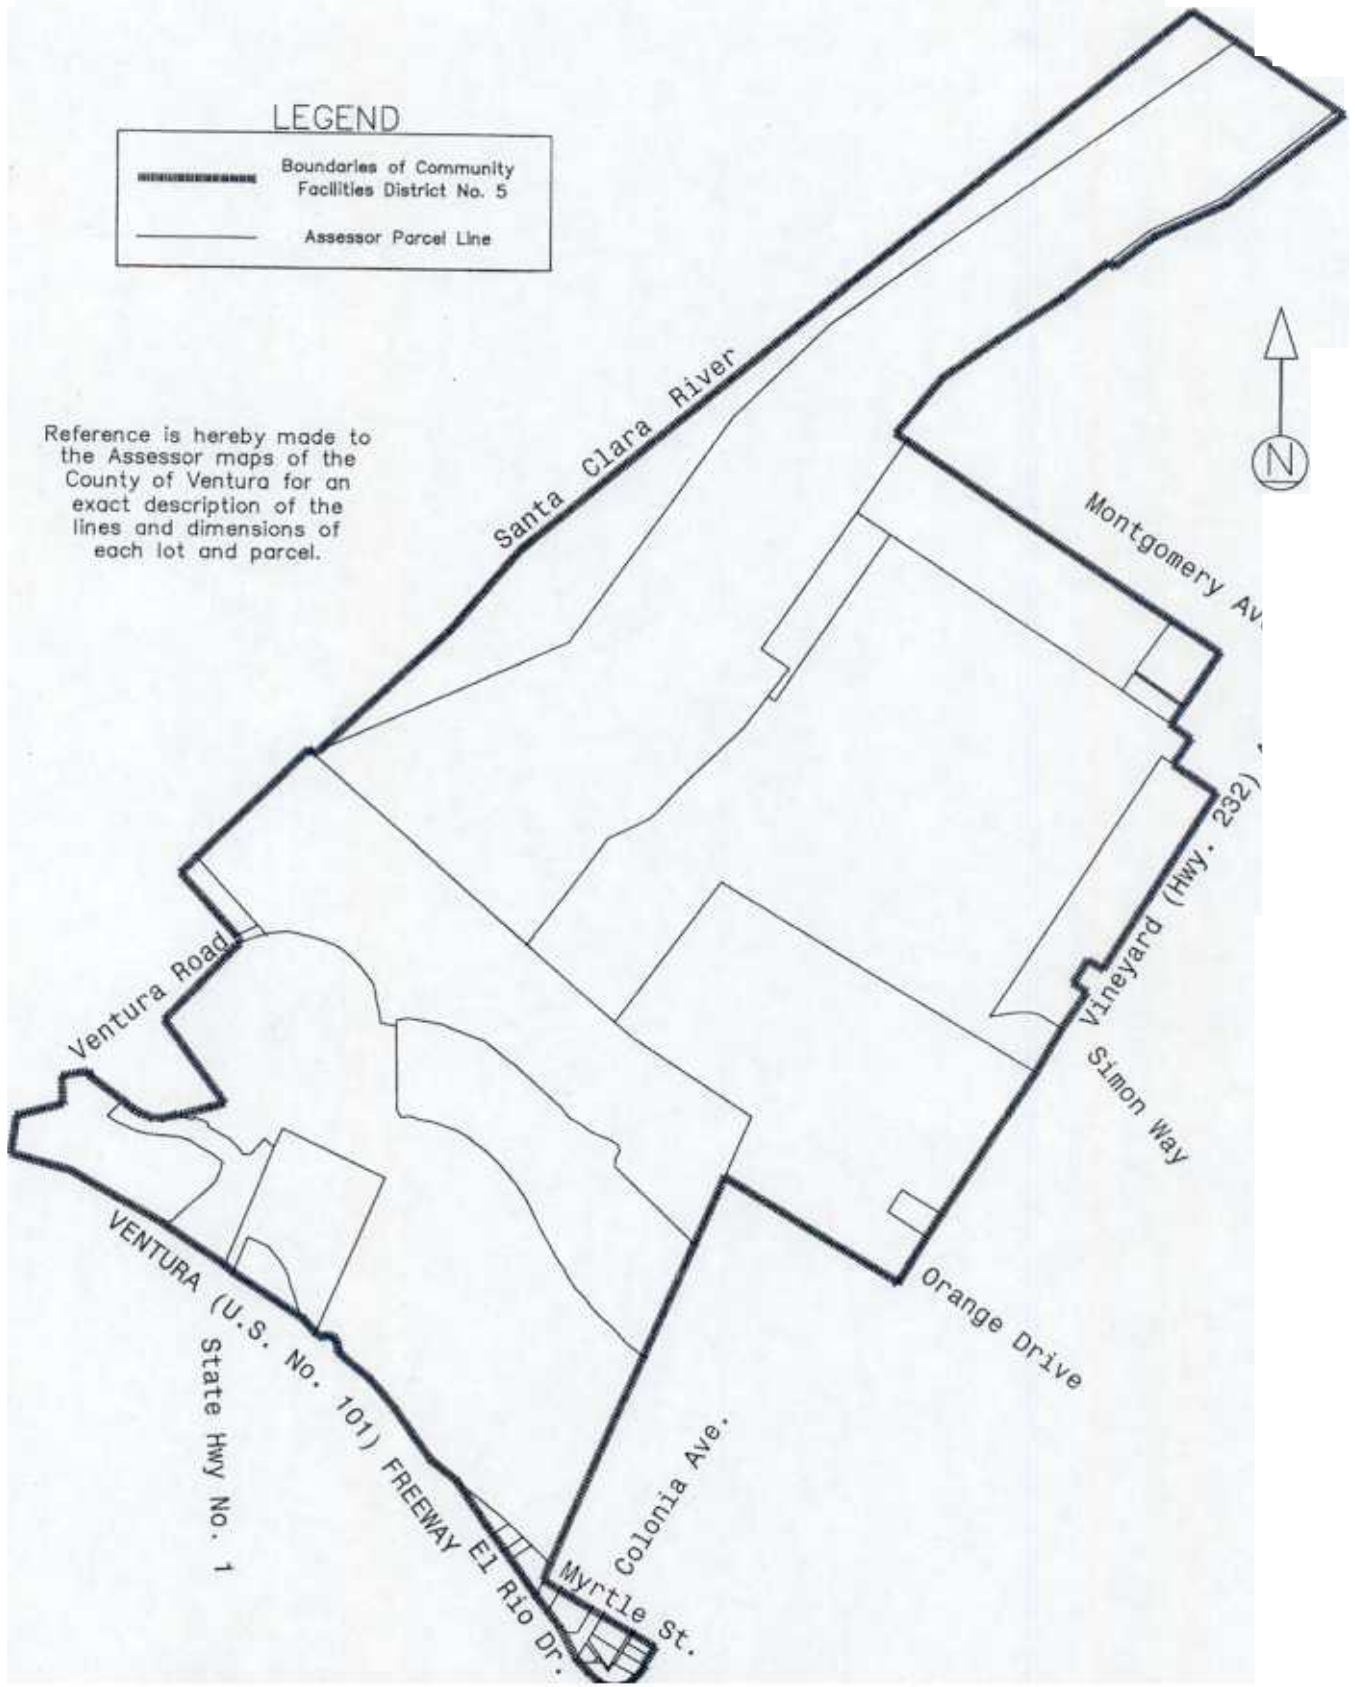 LEGEND
Boundaries of Community
Facilities District No. 5
Assessor Parcel Line
Reference is hereby made to
the Assessor maps of the
County of Ventura for an
exact description of the
lines and dimensions of
each lot and parcel.
Santa Clara River
N
Montgomery Av
Vineyard (Hwy. 232)
Ventura Road
Simon Way
VENTURA (U.S. No. 101) FREEWAY
Orange Drive
State Hwy No. 1
Colonia Ave.
El Rio Dr.
Myrtle St.